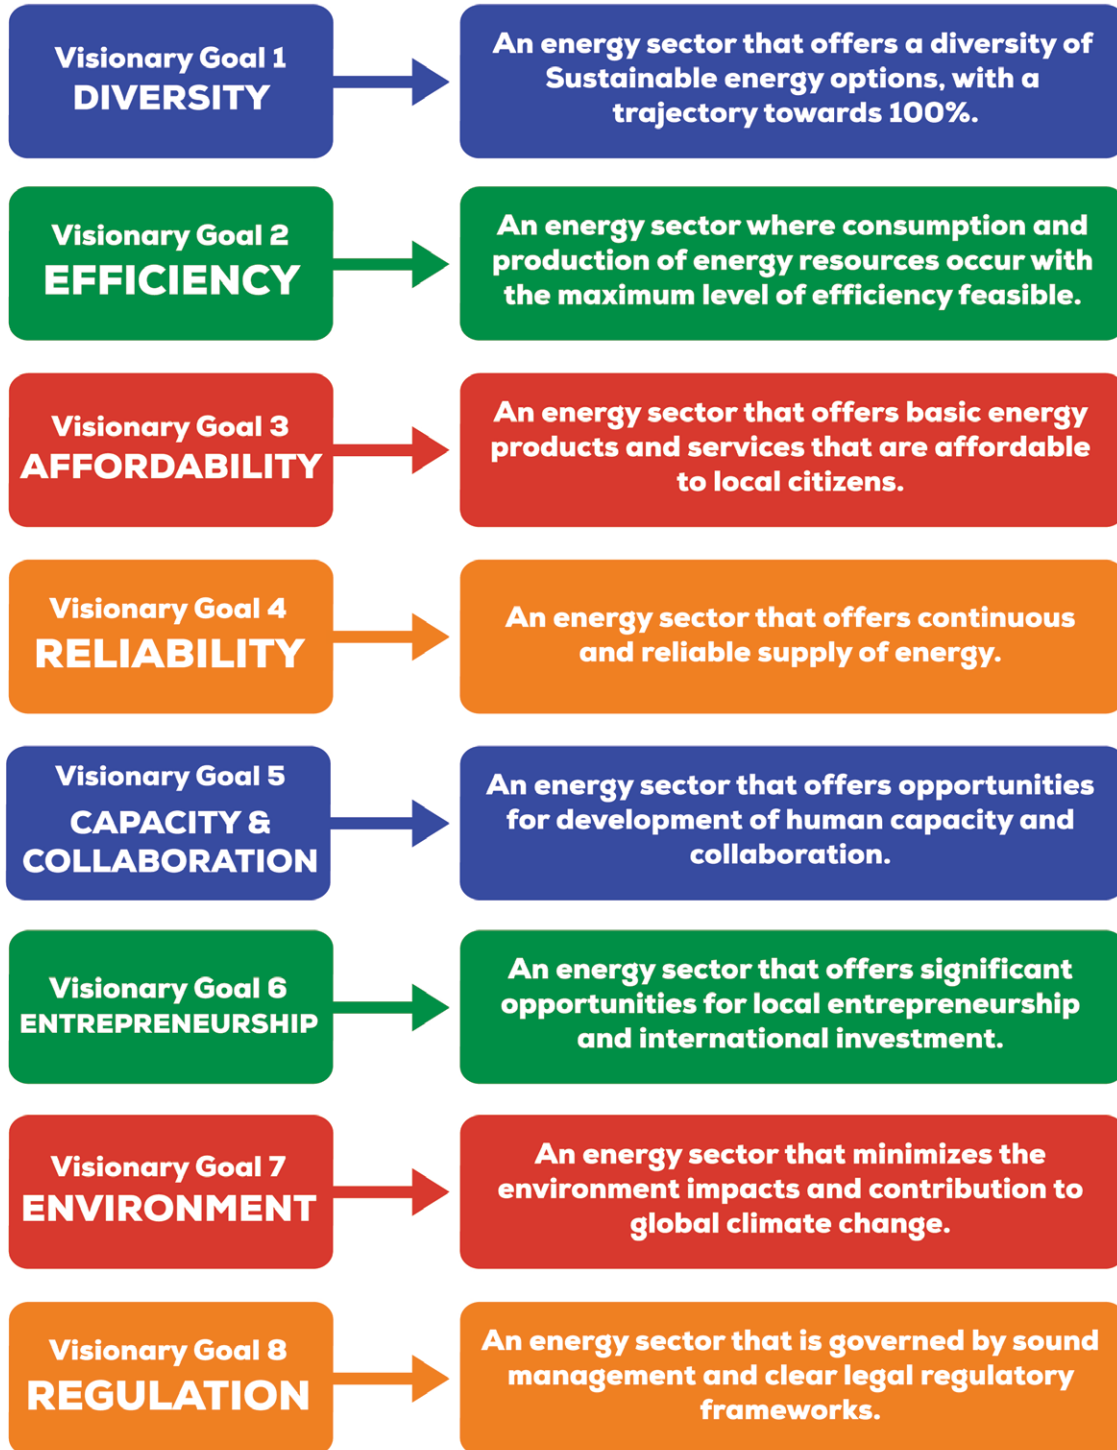 Visionary Goal 1
DIVERSITY
An energy sector that offers a diversity of
Sustainable energy options, with a
trajectory towards 100%.
Visionary Goal 2
EFFICIENCY
An energy sector where consumption and
production of energy resources occur with
the maximum level of efficiency feasible.
Visionary Goal 3
AFFORDABILITY
An energy sector that offers basic energy
products and services that are affordable
to local citizens.
Visionary Goal 4
RELIABILITY
An energy sector that offers continuous
and reliable supply of energy.
Visionary Goal 5
CAPACITY &
COLLABORATION
An energy sector that offers opportunities
for development of human capacity and
collaboration.
Visionary Goal 6
ENTREPRENEURSHIP
An energy sector that offers significant
opportunities for local entrepreneurship
and international investment.
Visionary Goal 7
ENVIRONMENT
An energy sector that minimizes the
environment impacts and contribution to
global climate change.
Visionary Goal 8
REGULATION
An energy sector that is governed by sound
management and clear legal regulatory
frameworks.